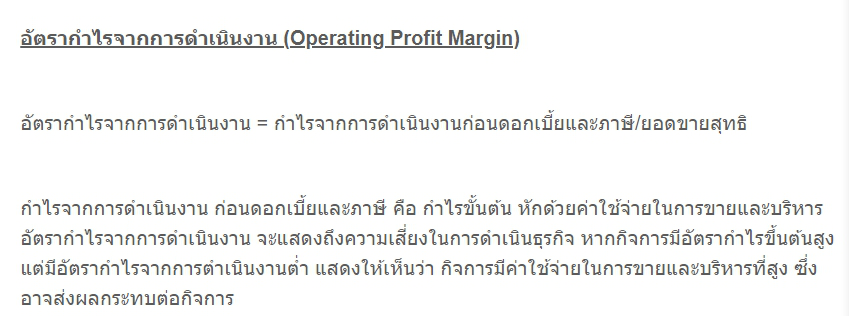 อัตรากำไรจากการดำเนินงาน (Operating Profit Margin)
อัตรากำไรจากการดำเนินงาน = กำไรจากการดำเนินงานก่อนดอกเบี้ยและภาษี/ยอดขายสุทธิ
กำไรจากการดำเนินงาน ก่อนดอกเบี้ยและภาษี คือ กำไรขั้นต้น หักด้วยค่าใช้จ่ายในการขายและบริหาร
อัตรากำไรจากการดำเนินงาน จะแสดงถึงความเสี่ยงในการดำเนินธุรกิจ หากกิจการมีอัตรากำไรขึ้นต้นสูง
แต่มีอัตรากำไรจากการตำเนินงานต่ำ แสดงให้เห็นว่า กิจการมีค่าใช้จ่ายในการขายและบริหารที่สูง ซึ่ง
อาจส่งผลกระทบต่อกิจการ